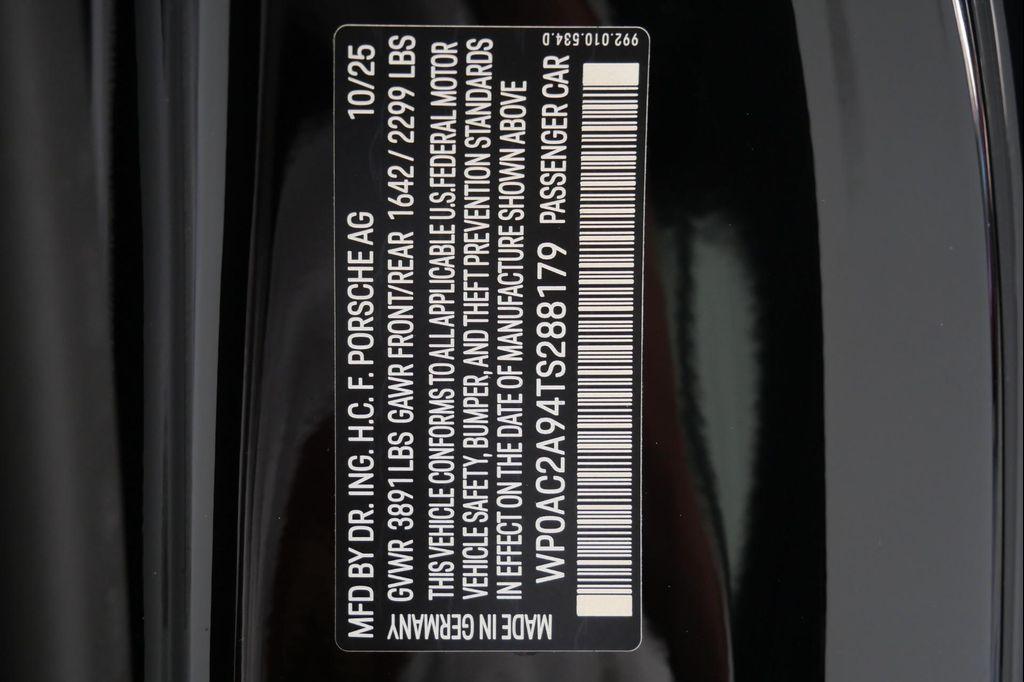 MFD BY DR. ING. H.C. F. PORSCHE AG 10/25
GVWR 3891 LBS GAWR FRONT/REAR 1642 / 2299 LBS
THIS VEHICLE CONFORMS TO ALL APPLICABLE U.S. FEDERAL MOTOR
VEHICLE SAFETY, BUMPER, AND THEFT PREVENTION STANDARDS
IN EFFECT ON THE DATE OF MANUFACTURE SHOWN ABOVE
WP0AC2A94TS288179 PASSENGER CAR
MADE IN GERMANY
992.010.534.D